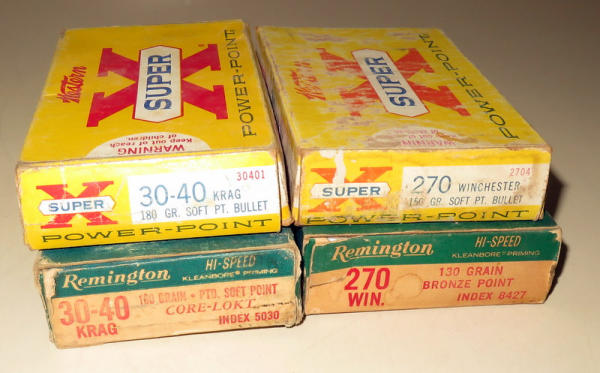 Western
SUPER
X
POWER-POINT
WARNING
Keep out of reach
of children.
30401
X
SUPER
30-40 KRAG
180 GR. SOFT PT. BULLET
POWER-POINT
Western
SUPER
X
POWER-POINT
WARNING
2704
X
SUPER
270 WINCHESTER
150 GR. SOFT PT. BULLET
POWER-POINT
Remington
HI-SPEED
KLEANBORE PRIMING
30-40
KRAG
180 GRAIN • PTD. SOFT POINT
CORE-LOKT
INDEX 5030
Remington
HI-SPEED
KLEANBORE PRIMING
270
WIN.
130 GRAIN
BRONZE POINT
INDEX 8427